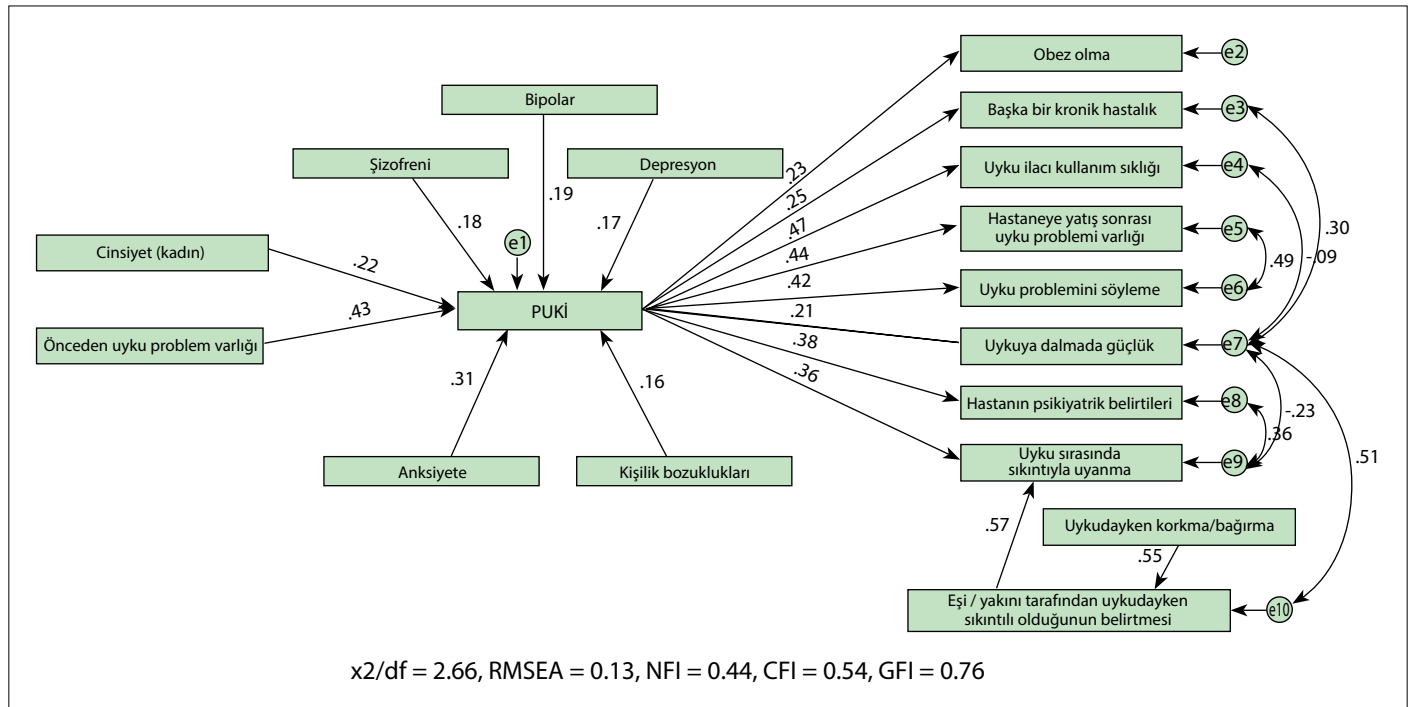 Obez olma
e2
Bipolar
Başka bir kronik hastalık
e3
Şizofreni
Depresyon
Uyku ilacı kullanım sıklığı
e4
.23
.25
.19
.47
.18
.17
Hastaneye yatış sonrası
uyku problemi varlığı
e5
.30
e1
.44
-.09
Cinsiyet (kadın)
.22
.49
.42
Uyku problemini söyleme
e6
PUKİ
.43
.21
Önceden uyku problem varlığı
.38
Uykuya dalmada güçlük
e7
.36
.31
.16
Hastanın psikiyatrik belirtileri
e8
-.23
.36
Anksiyete
Kişilik bozuklukları
Uyku sırasında
sıkıntıyla uyanma
e9
.51
.57
Uykudayken korkma/bağırma
.55
Eşi / yakını tarafından uykudayken
sıkıntılı olduğunun belirtmesi
e10
x2/df = 2.66, RMSEA = 0.13, NFI = 0.44, CFI = 0.54, GFI = 0.76